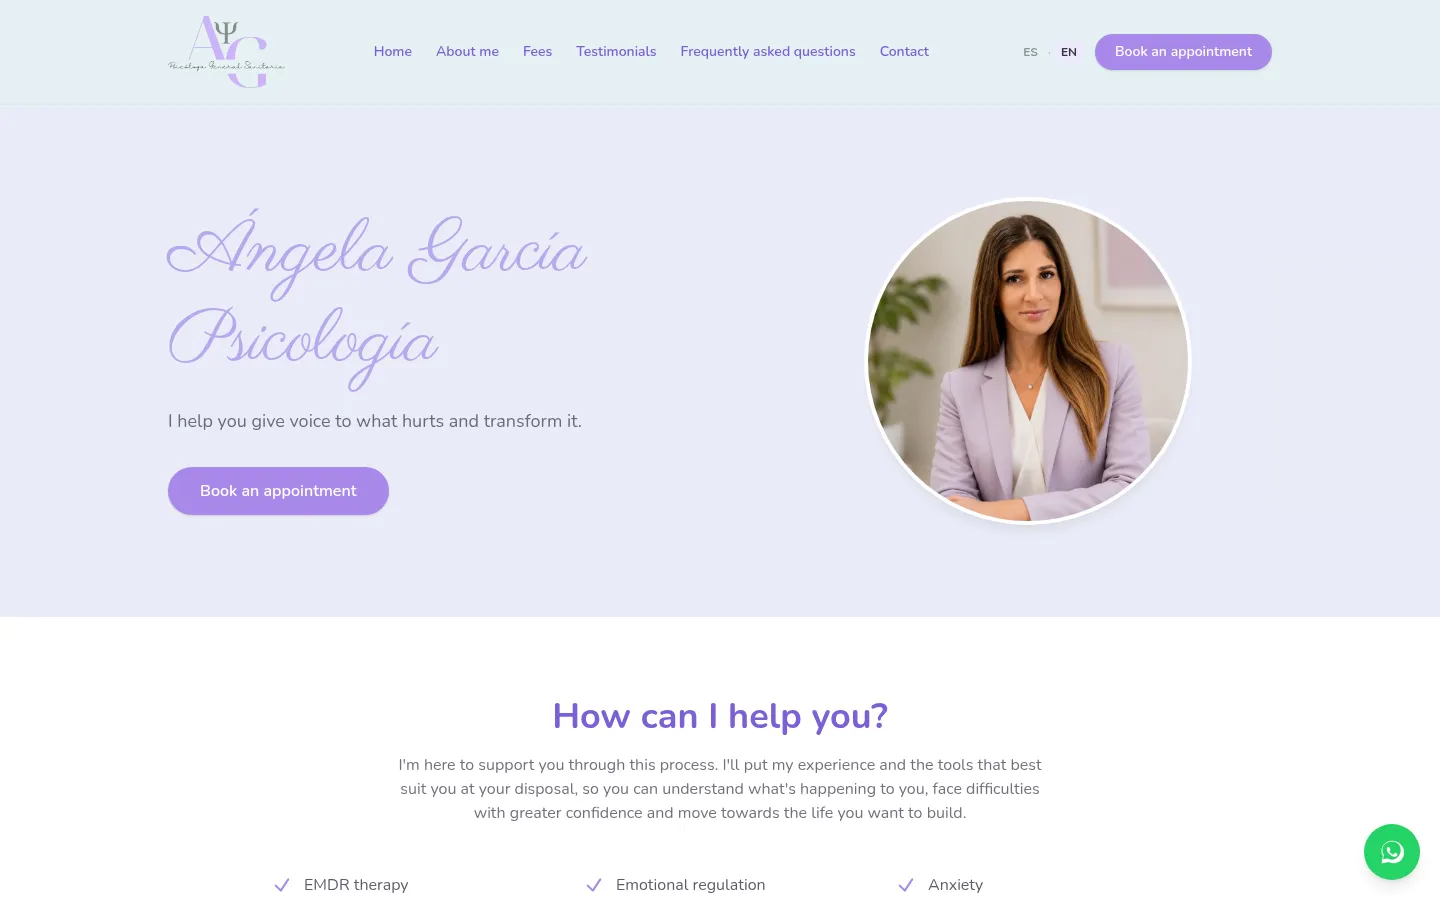 AΨG
Psicóloga General Sanitaria
Home About me Fees Testimonials Frequently asked questions Contact ES · EN Book an appointment
Ángela García
Psicología
I help you give voice to what hurts and transform it.
Book an appointment
How can I help you?
I'm here to support you through this process. I'll put my experience and the tools that best
suit you at your disposal, so you can understand what's happening to you, face difficulties
with greater confidence and move towards the life you want to build.
EMDR therapy Emotional regulation Anxiety